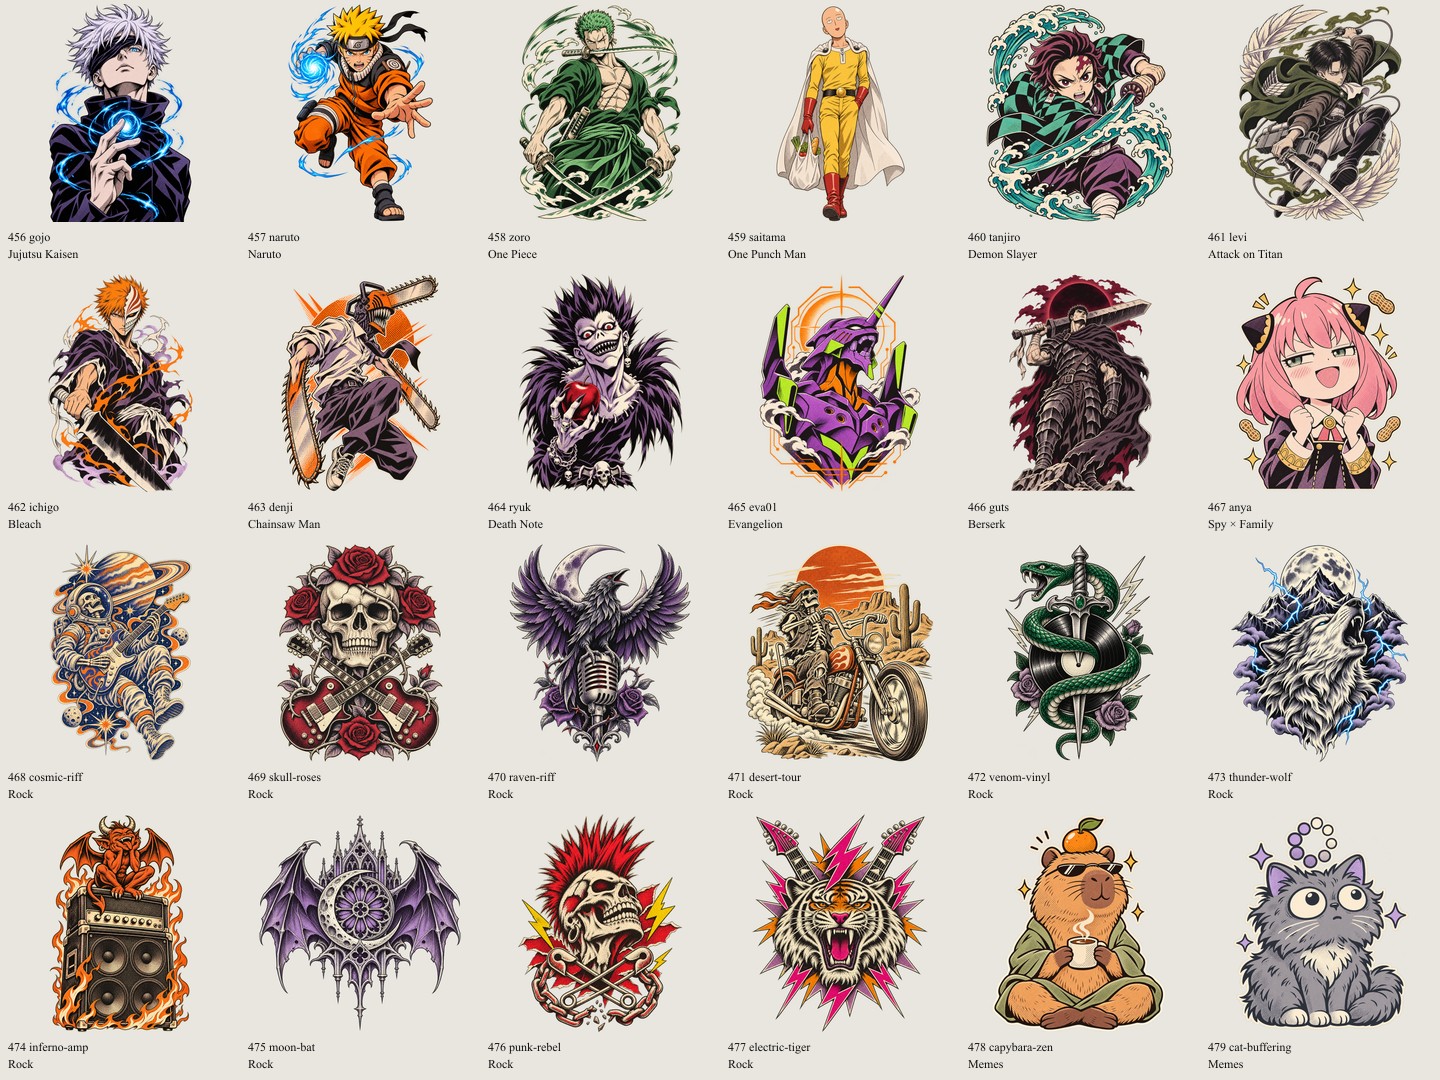 456 gojo
Jujutsu Kaisen
457 naruto
Naruto
458 zoro
One Piece
459 saitama
One Punch Man
460 tanjiro
Demon Slayer
461 levi
Attack on Titan
462 ichigo
Bleach
463 denji
Chainsaw Man
464 ryuk
Death Note
465 eva01
Evangelion
466 guts
Berserk
467 anya
Spy × Family
468 cosmic-riff
Rock
469 skull-roses
Rock
470 raven-riff
Rock
471 desert-tour
Rock
472 venom-vinyl
Rock
473 thunder-wolf
Rock
474 inferno-amp
Rock
475 moon-bat
Rock
476 punk-rebel
Rock
477 electric-tiger
Rock
478 capybara-zen
Memes
479 cat-buffering
Memes